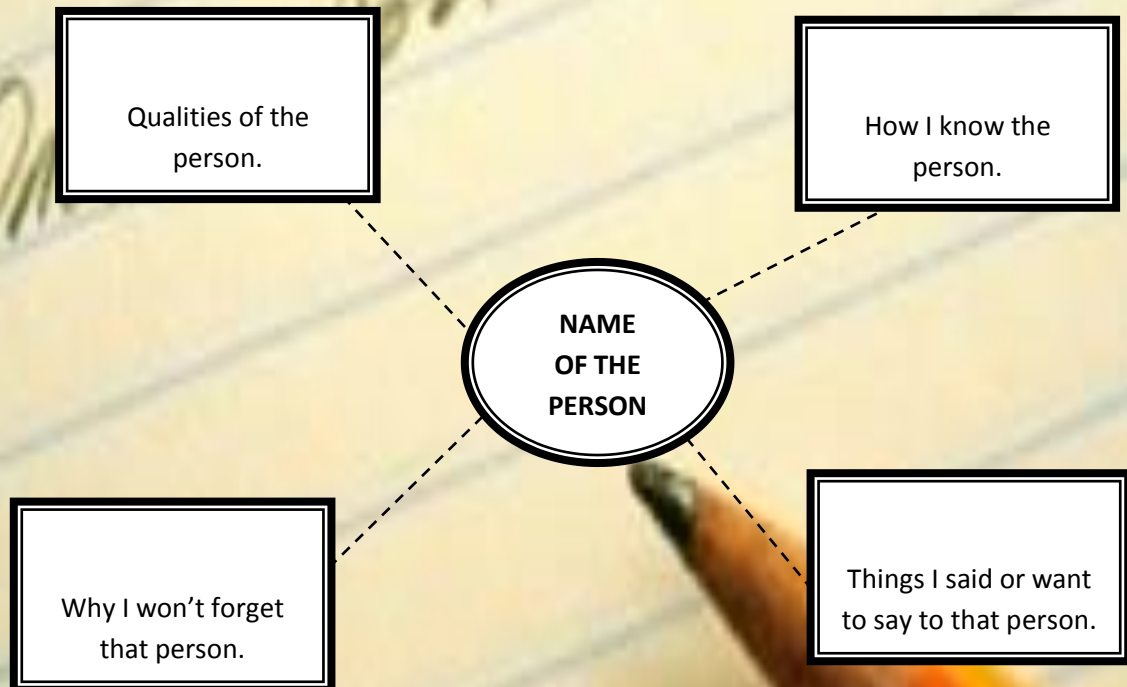 Qualities of the
person.
How I know the
person.
NAME
OF THE
PERSON
Why I won’t forget
that person.
Things I said or want
to say to that person.